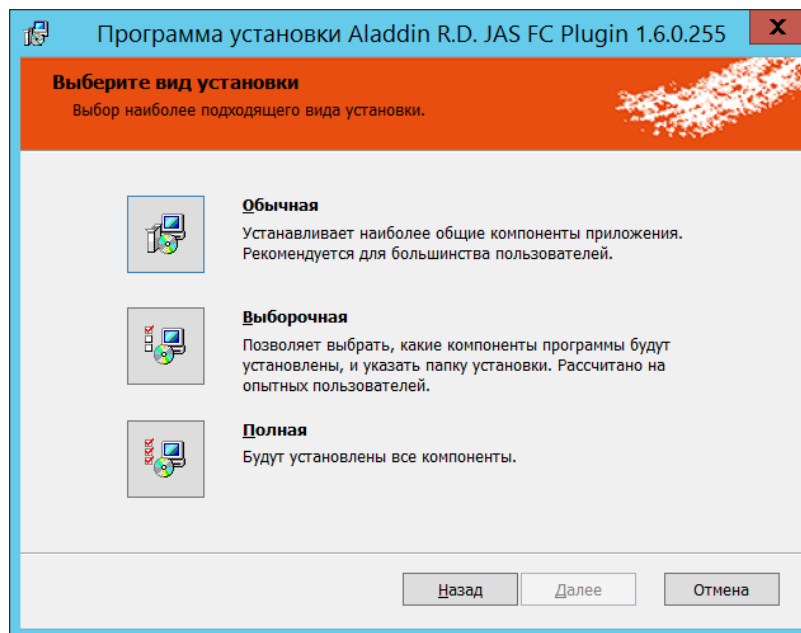 Программа установки Aladdin R.D. JAS FC Plugin 1.6.0.255
X
Выберите вид установки
Выбор наиболее подходящего вида установки.
Обычная
Устанавливает наиболее общие компоненты приложения.
Рекомендуется для большинства пользователей.
Выборочная
Позволяет выбрать, какие компоненты программы будут
установлены, и указать папку установки. Рассчитано на
опытных пользователей.
Полная
Будут установлены все компоненты.
Назад
Далее
Отмена